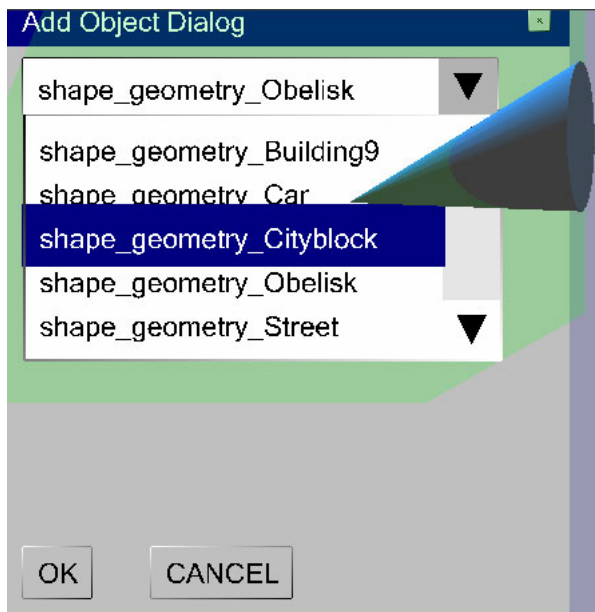 Add Object Dialog
shape_geometry_Obelisk
shape_geometry_Building9
shape_geometry_Car
shape_geometry_Cityblock
shape_geometry_Obelisk
shape_geometry_Street
OK
CANCEL